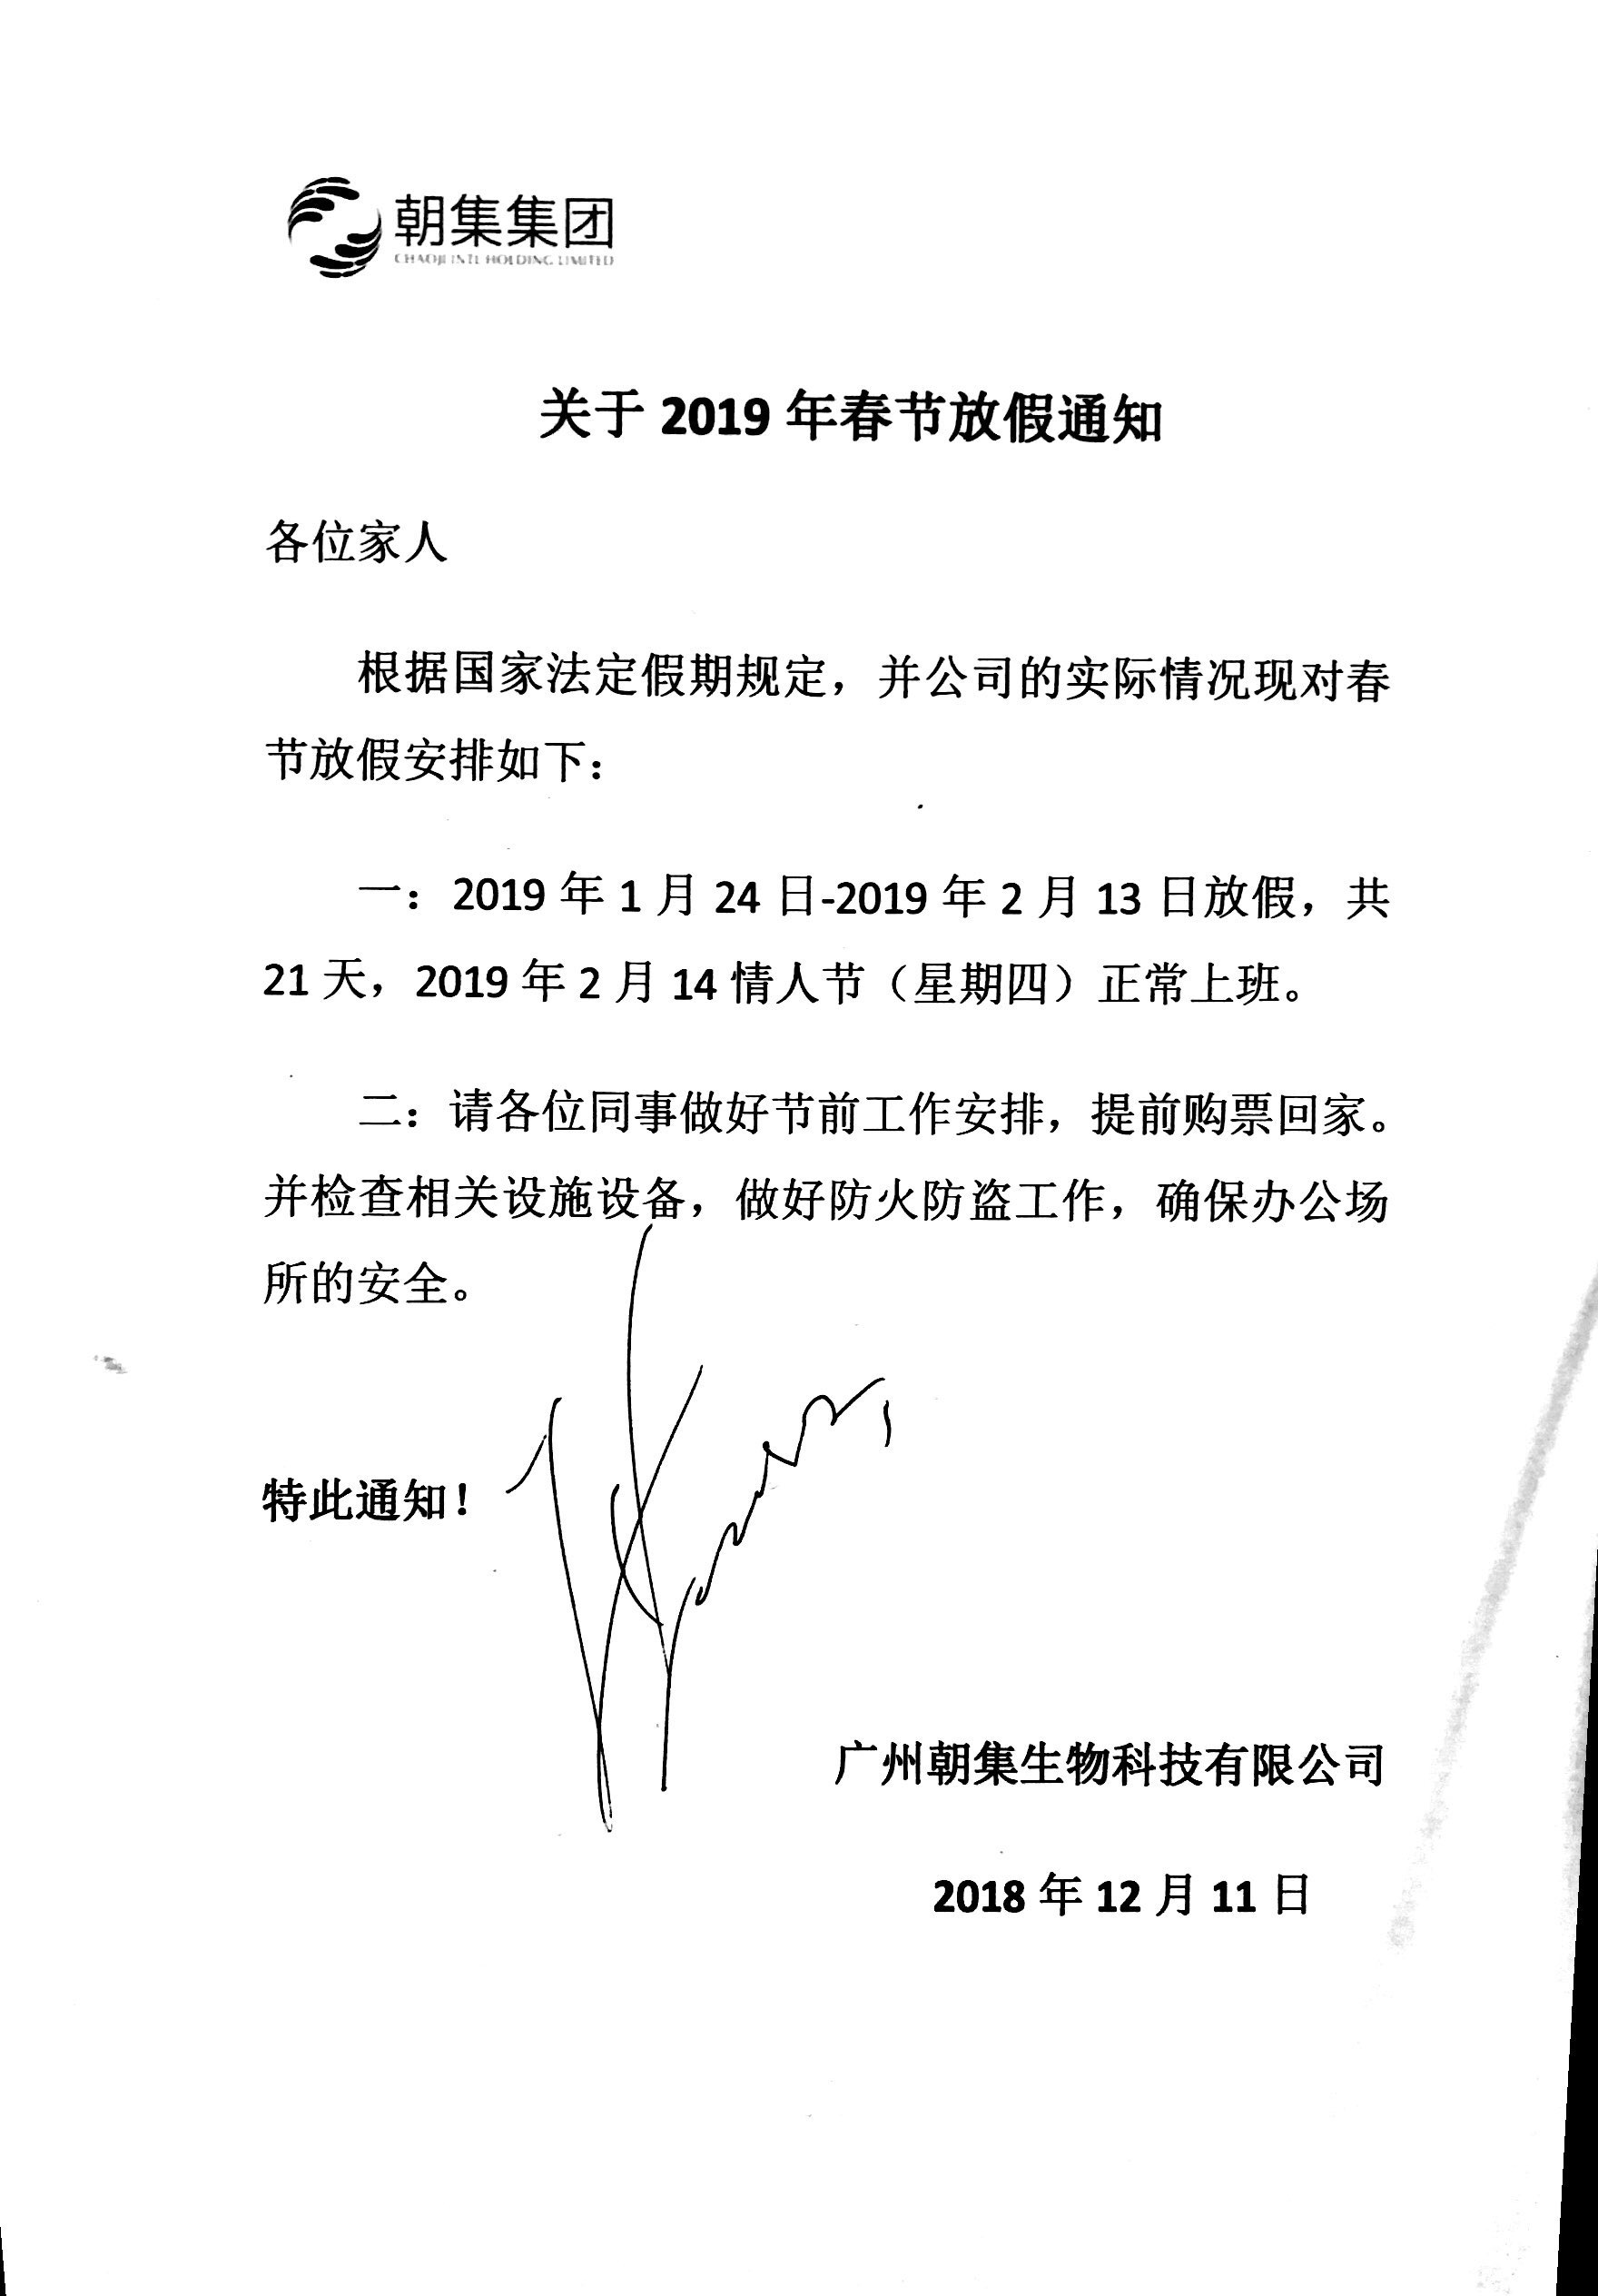 朝集集团
CHAOJI INTL HOLDING LIMITED
关于 2019 年春节放假通知
各位家人
根据国家法定假期规定，并公司的实际情况现对春
节放假安排如下：
一：2019 年 1 月 24 日-2019 年 2 月 13 日放假，共
21 天，2019 年 2 月 14 情人节（星期四）正常上班。
二：请各位同事做好节前工作安排，提前购票回家。
并检查相关设施设备，做好防火防盗工作，确保办公场
所的安全。
特此通知！
广州朝集生物科技有限公司
2018 年 12 月 11 日